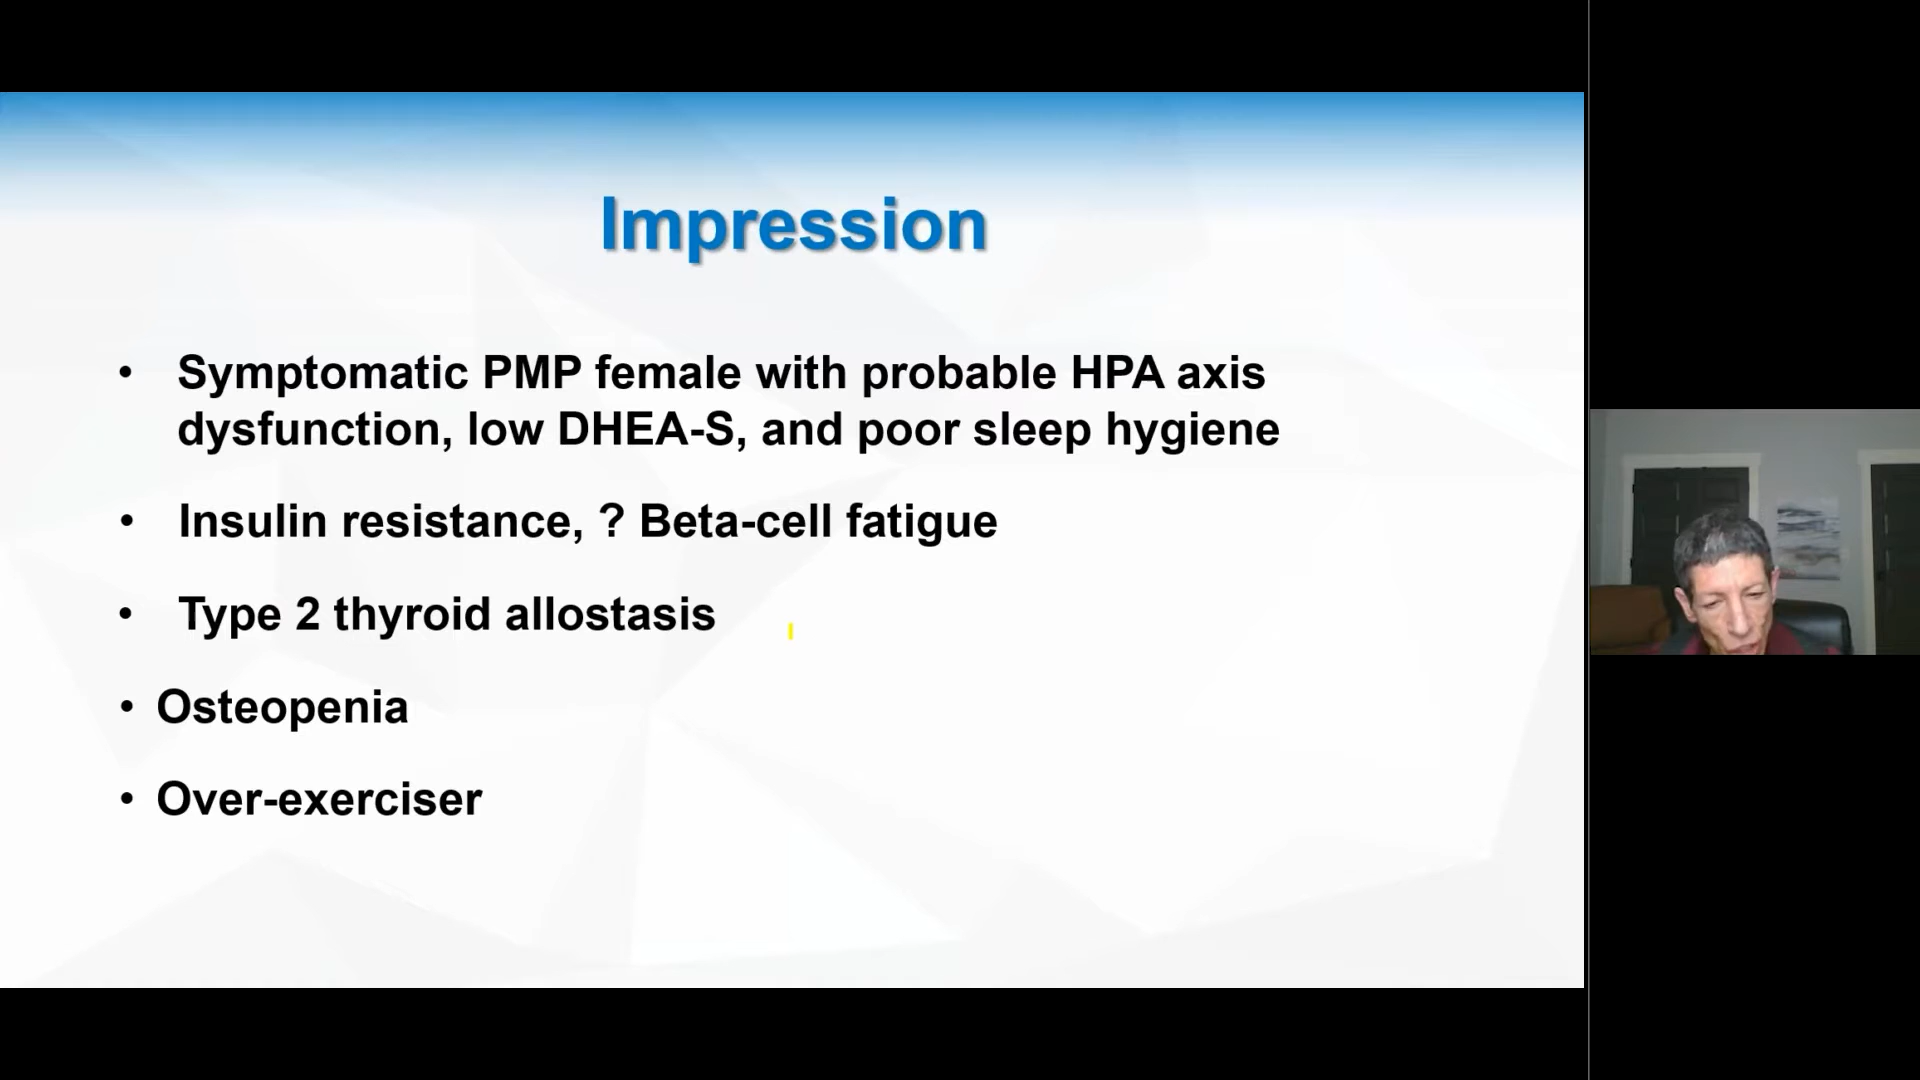 Impression
• Symptomatic PMP female with probable HPA axis
dysfunction, low DHEA-S, and poor sleep hygiene
• Insulin resistance, ? Beta-cell fatigue
• Type 2 thyroid allostasis
• Osteopenia
• Over-exerciser